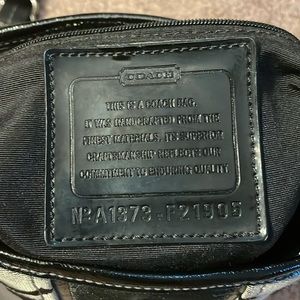 COACH
THIS IS A COACH BAG.
IT WAS HANDCRAFTED FROM THE
FINEST MATERIALS. ITS SUPERIOR
CRAFTSMANSHIP REFLECTS OUR
COMMITMENT TO ENDURING QUALITY.
Nº A1373-F21905